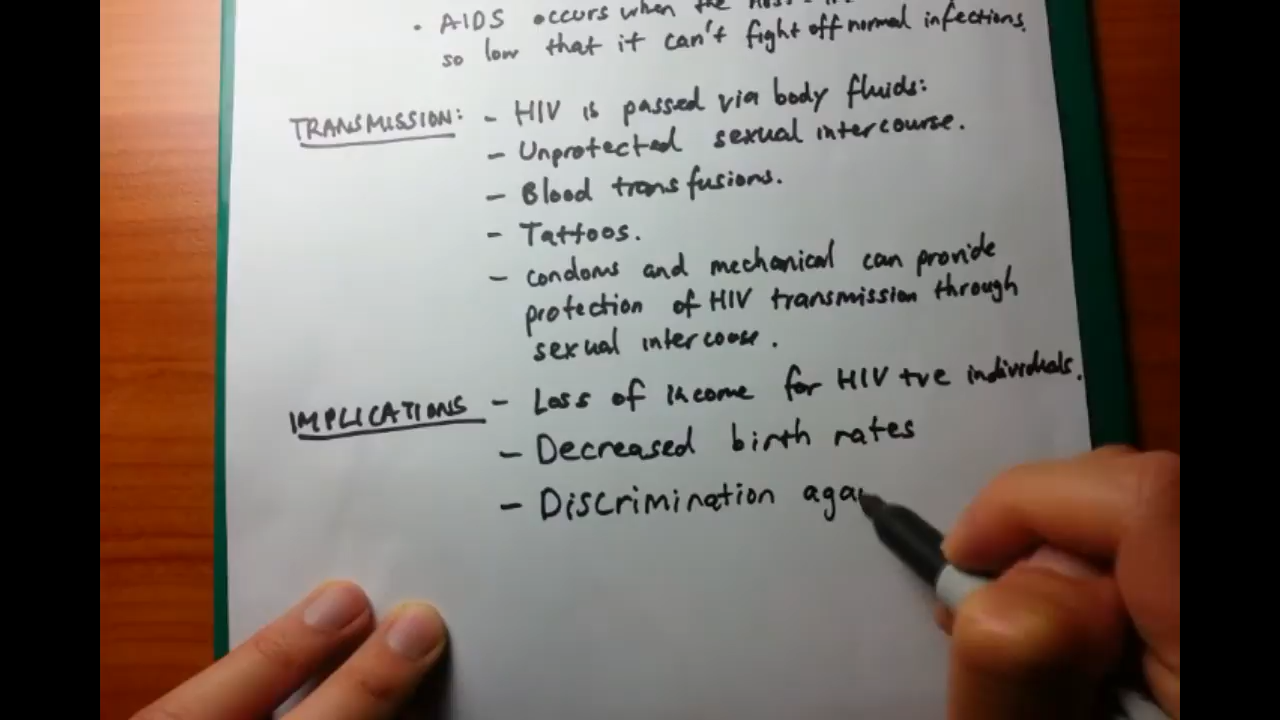 • AIDS occurs when the
so low that it can't fight off normal infections.
TRANSMISSION: - HIV is passed via body fluids:
- Unprotected sexual intercourse.
- Blood transfusions.
- Tattoos.
- condoms and mechanical can provide
protection of HIV transmission through
sexual intercouse.
IMPLICATIONS - Loss of income for HIV +ve individuals.
- Decreased birth rates
- Discrimination aga